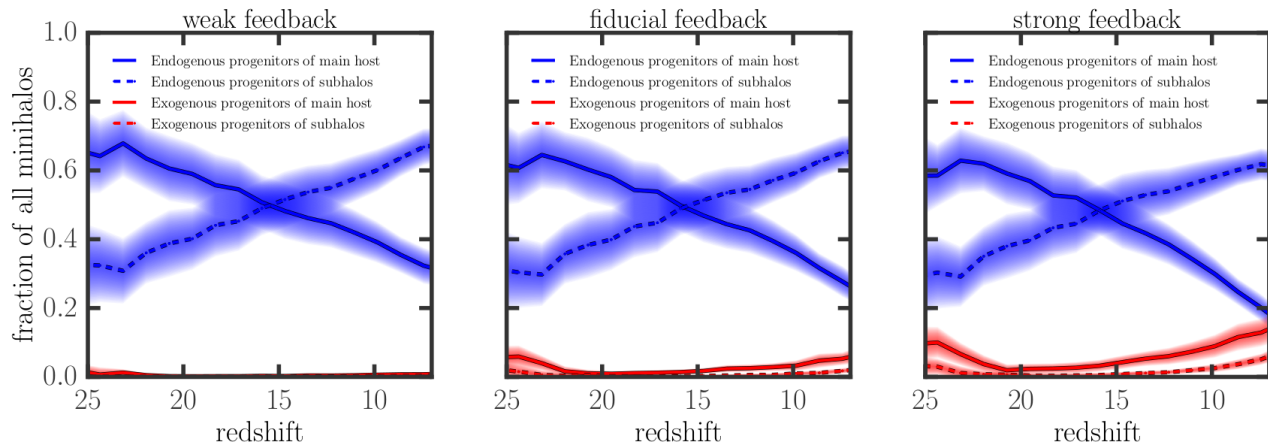 weak feedback
fraction of all minihalos
1.0
0.8
0.6
0.4
0.2
0.0
Endogenous progenitors of main host
Endogenous progenitors of subhalos
Exogenous progenitors of main host
Exogenous progenitors of subhalos
25
20
15
10
redshift
fiducial feedback
Endogenous progenitors of main host
Endogenous progenitors of subhalos
Exogenous progenitors of main host
Exogenous progenitors of subhalos
25
20
15
10
redshift
strong feedback
Endogenous progenitors of main host
Endogenous progenitors of subhalos
Exogenous progenitors of main host
Exogenous progenitors of subhalos
25
20
15
10
redshift